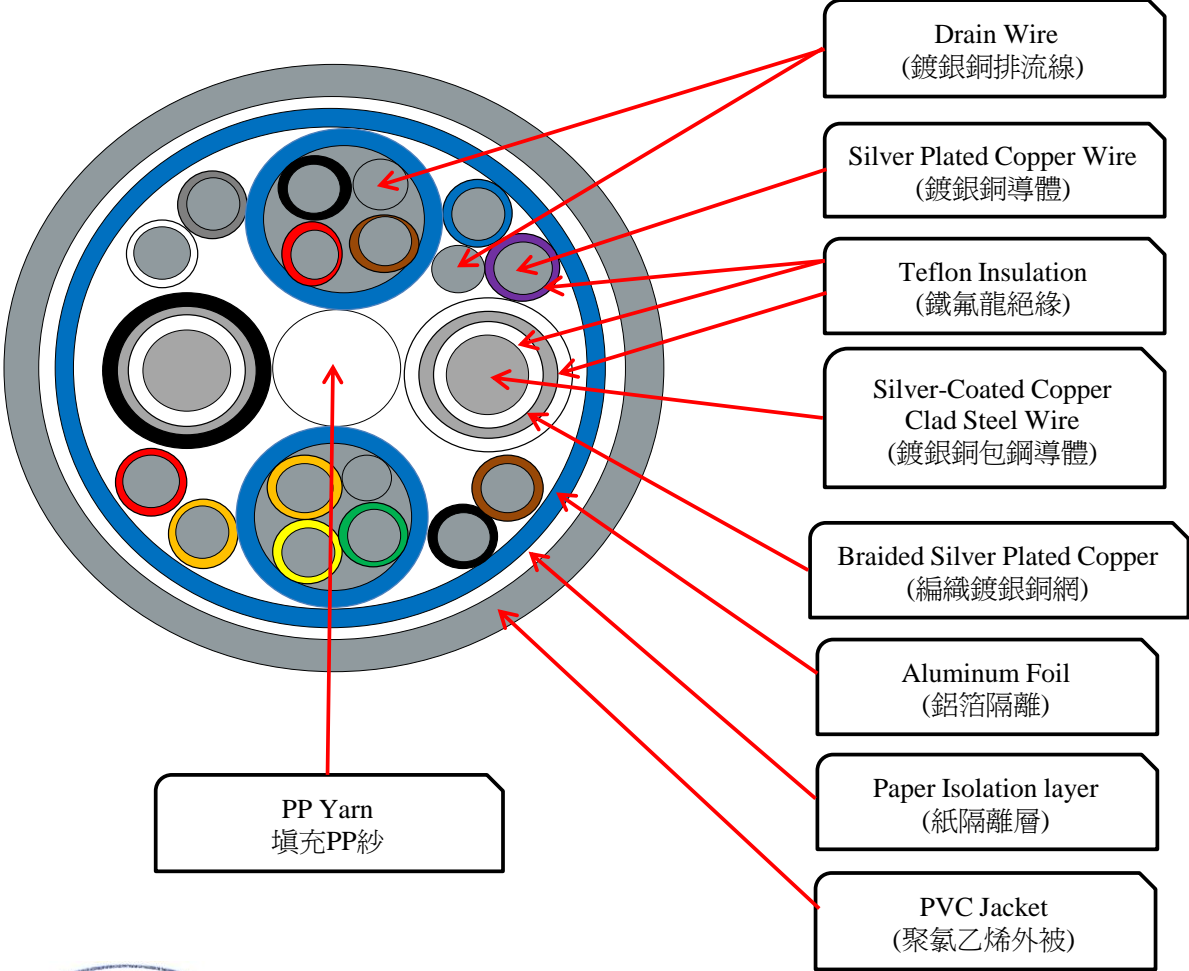 Drain Wire
(鍍銀銅排流線)
Silver Plated Copper Wire
(鍍銀銅導體)
Teflon Insulation
(鐵氟龍絕緣)
Silver-Coated Copper
Clad Steel Wire
(鍍銀銅包鋼導體)
Braided Silver Plated Copper
(編織鍍銀銅網)
Aluminum Foil
(鋁箔隔離)
Paper Isolation layer
(紙隔離層)
PVC Jacket
(聚氯乙烯外被)
PP Yarn
填充PP紗